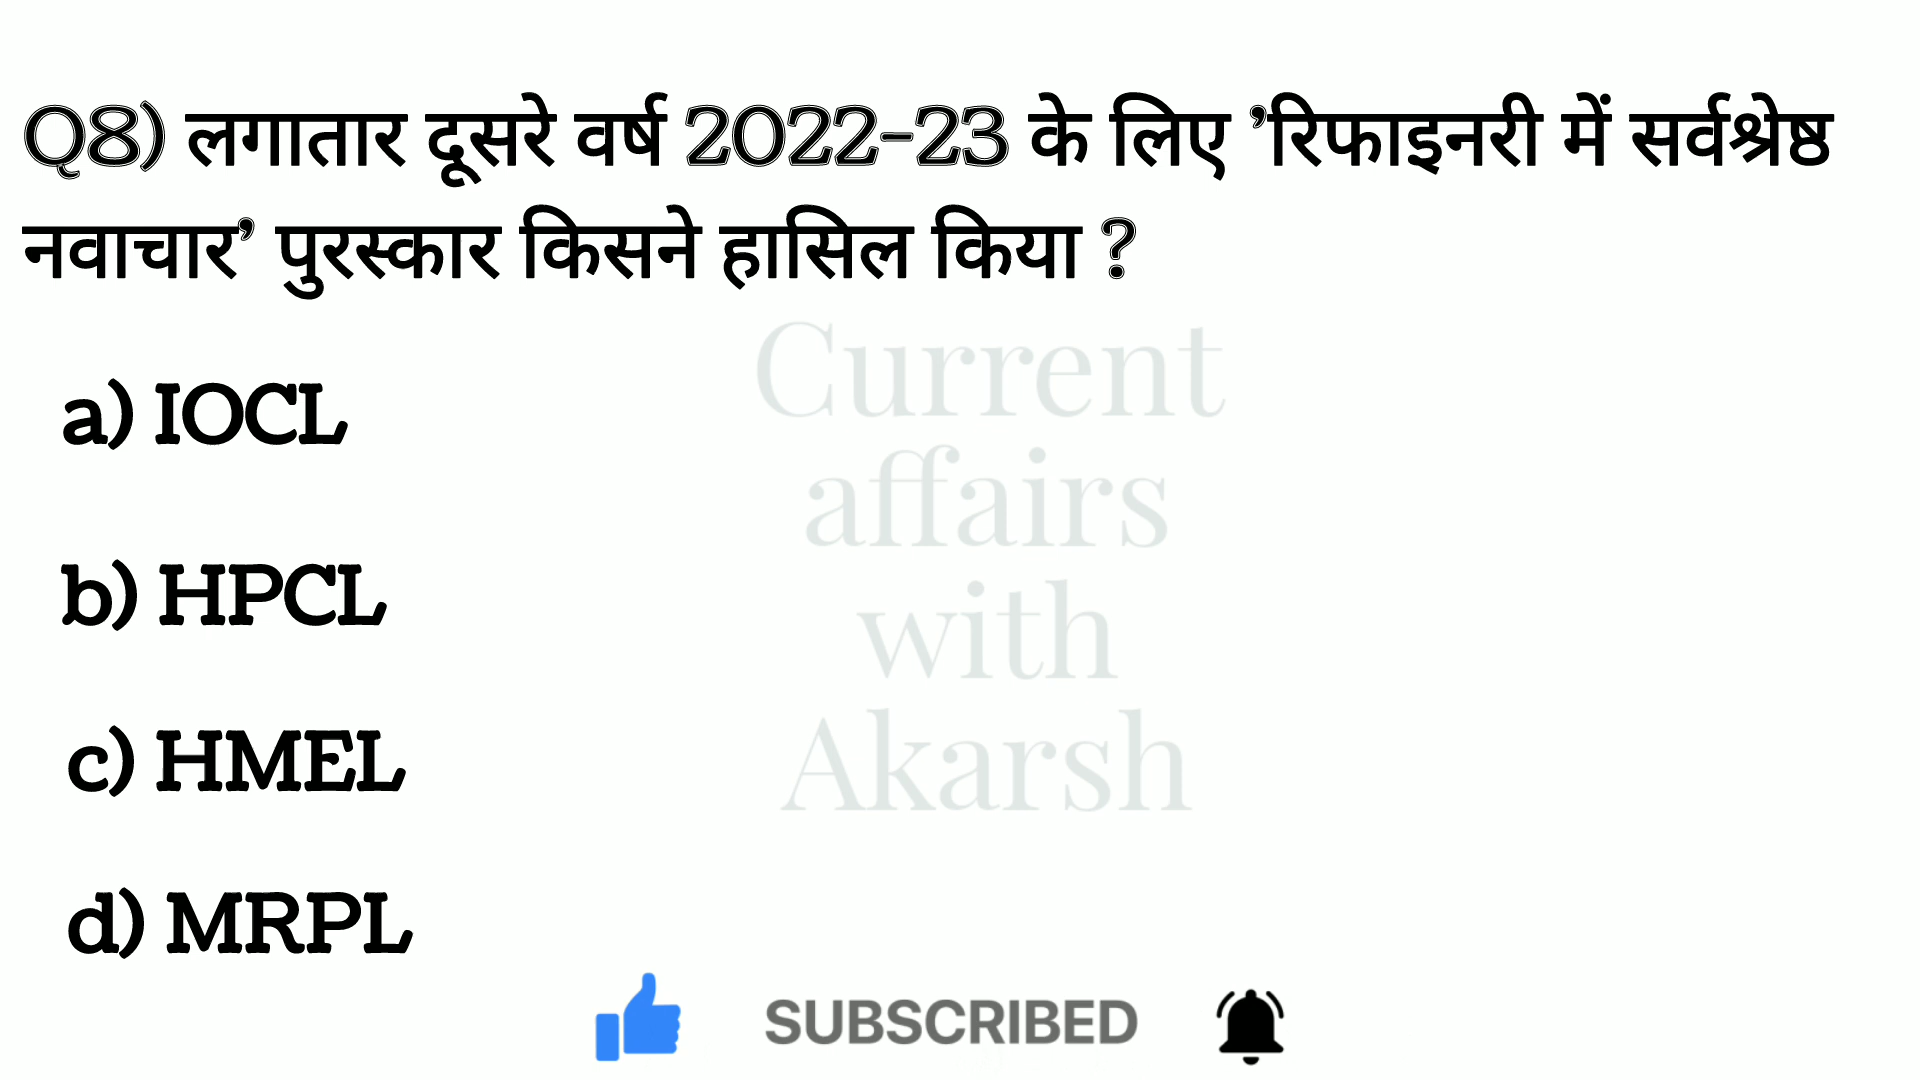 Q8) लगातार दूसरे वर्ष 2022-23 के लिए ’रिफाइनरी में सर्वश्रेष्ठ
नवाचार’ पुरस्कार किसने हासिल किया ?
Current
affairs
with
Akarsh
a) IOCL
b) HPCL
c) HMEL
d) MRPL
SUBSCRIBED